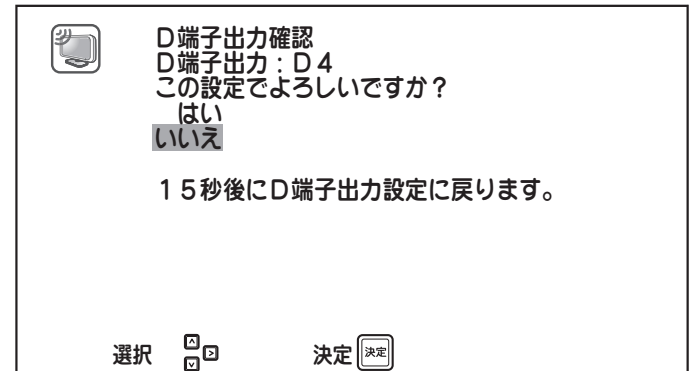 D端子出力確認
D端子出力：D4
この設定でよろしいですか？
はい
いいえ
15秒後にD端子出力設定に戻ります。
選択 決定 決定